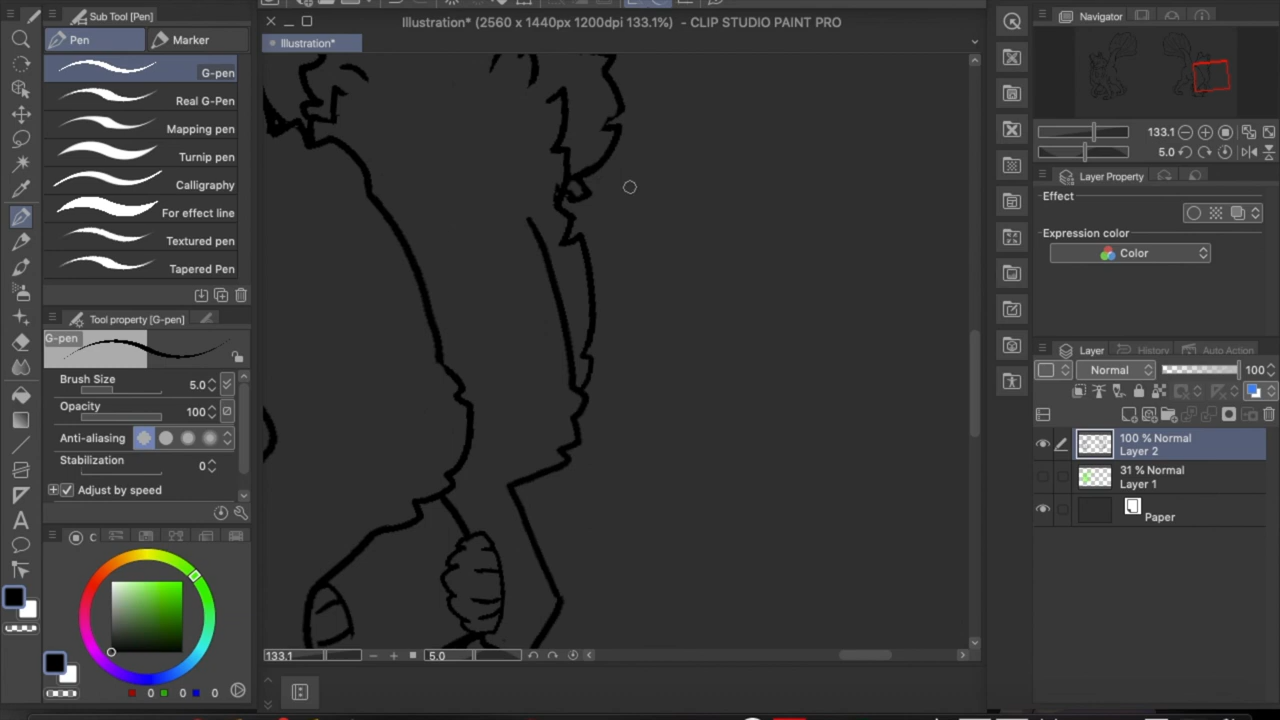 Sub Tool [Pen]
Illustration* (2560 x 1440px 1200dpi 133.1%) - CLIP STUDIO PAINT PRO
Navigator
Pen
Marker
Illustration*
G-pen
Real G-Pen
Mapping pen
Turnip pen
Calligraphy
For effect line
Textured pen
Tapered Pen
133.1
5.0
Layer Property
Effect
Expression color
Color
Tool property [G-pen]
G-pen
Brush Size
5.0
Opacity
100
Anti-aliasing
Stabilization
0
Adjust by speed
Layer
History
Auto Action
Normal
100
100 % Normal
Layer 2
31 % Normal
Layer 1
Paper
C
0
0
0
133.1
5.0